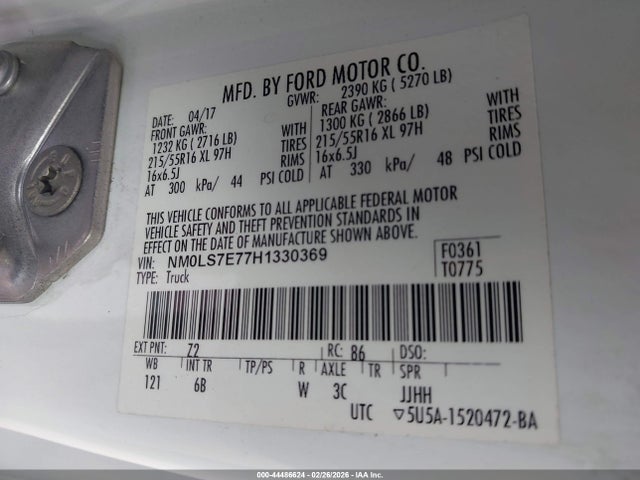 MFD. BY FORD MOTOR CO.
DATE: 04/17 GVWR: 2390 KG ( 5270 LB)
FRONT GAWR: REAR GAWR:
1232 KG ( 2716 LB) WITH 1300 KG ( 2866 LB) WITH
215/55R16 XL 97H TIRES 215/55R16 XL 97H TIRES
16x6.5J RIMS 16x6.5J RIMS
AT 300 kPa/ 44 PSI COLD AT 330 kPa/ 48 PSI COLD
THIS VEHICLE CONFORMS TO ALL APPLICABLE FEDERAL MOTOR
VEHICLE SAFETY AND THEFT PREVENTION STANDARDS IN
EFFECT ON THE DATE OF MANUFACTURE SHOWN ABOVE.
VIN: NM0LS7E77H1330369 F0361
TYPE: Truck T0775
EXT PNT: Z2 RC: 86 DSO:
WB INT TR TP/PS R AXLE TR SPR
121 6B W 3C JJHH
UTC ▽5U5A-1520472-BA
000-44486624 - 02/26/2026 - IAA, Inc.